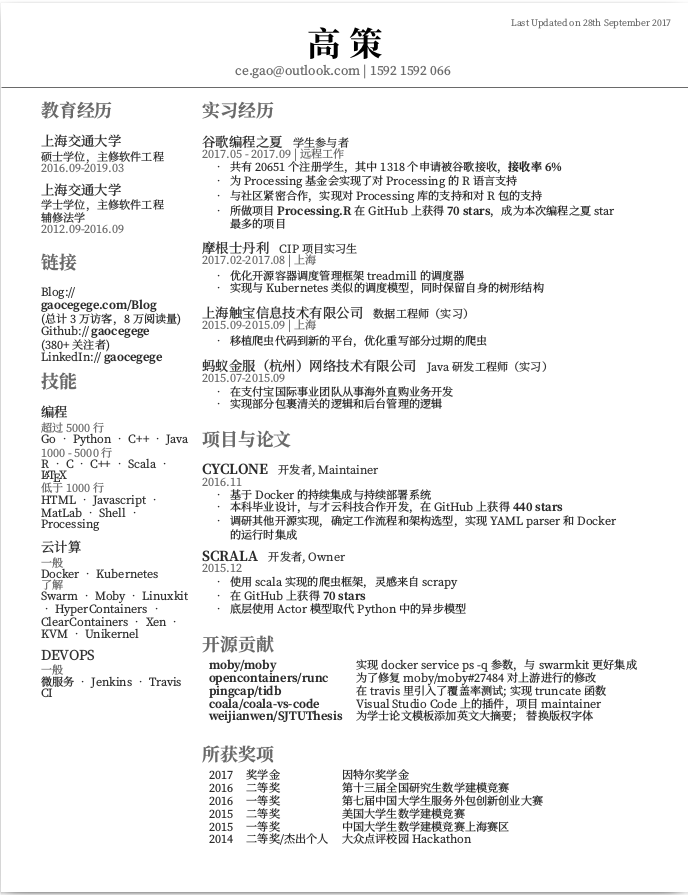 Last Updated on 28th September 2017
高 策
ce.gao@outlook.com | 1592 1592 066
教育经历
上海交通大学
硕士学位，主修软件工程
2016.09-2019.03
上海交通大学
学士学位，主修软件工程
辅修法学
2012.09-2016.09
链接
Blog://
gaocegege.com/Blog
(总计 3 万访客，8 万阅读量)
Github:// gaocegege
(380+ 关注者)
LinkedIn:// gaocegege
技能
编程
超过 5000 行
Go · Python · C++ · Java
1000 - 5000 行
R · C · C++ · Scala ·
LATEX
低于 1000 行
HTML · Javascript ·
MatLab · Shell ·
Processing
云计算
一般
Docker · Kubernetes
了解
Swarm · Moby · Linuxkit
· HyperContainers ·
ClearContainers · Xen ·
KVM · Unikernel
DEVOPS
一般
微服务 · Jenkins · Travis
CI
实习经历
谷歌编程之夏 学生参与者
2017.05 - 2017.09 | 远程工作
· 共有 20651 个注册学生，其中 1318 个申请被谷歌接收，接收率 6%
· 为 Processing 基金会实现了对 Processing 的 R 语言支持
· 与社区紧密合作，实现对 Processing 库的支持和对 R 包的支持
· 所做项目 Processing.R 在 GitHub 上获得 70 stars，成为本次编程之夏 star
最多的项目
摩根士丹利 CIP 项目实习生
2017.02-2017.08 | 上海
· 优化开源容器调度管理框架 treadmill 的调度器
· 实现与 Kubernetes 类似的调度模型，同时保留自身的树形结构
上海触宝信息技术有限公司 数据工程师（实习）
2015.09-2015.09 | 上海
· 移植爬虫代码到新的平台，优化重写部分过期的爬虫
蚂蚁金服（杭州）网络技术有限公司 Java 研发工程师（实习）
2015.07-2015.09
· 在支付宝国际事业团队从事海外直购业务开发
· 实现部分包裹清关的逻辑和后台管理的逻辑
项目与论文
CYCLONE 开发者, Maintainer
2016.11
· 基于 Docker 的持续集成与持续部署系统
· 本科毕业设计，与才云科技合作开发，在 GitHub 上获得 440 stars
· 调研其他开源实现，确定工作流程和架构选型，实现 YAML parser 和 Docker
的运行时集成
SCRALA 开发者, Owner
2015.12
· 使用 scala 实现的爬虫框架，灵感来自 scrapy
· 在 GitHub 上获得 70 stars
· 底层使用 Actor 模型取代 Python 中的异步模型
开源贡献
moby/moby 实现 docker service ps -q 参数，与 swarmkit 更好集成
opencontainers/runc 为了修复 moby/moby#27484 对上游进行的修改
pingcap/tidb 在 travis 里引入了覆盖率测试; 实现 truncate 函数
coala/coala-vs-code Visual Studio Code 上的插件，项目 maintainer
weijianwen/SJTUThesis 为学士论文模板添加英文大摘要； 替换版权字体
所获奖项
2017 奖学金 因特尔奖学金
2016 二等奖 第十三届全国研究生数学建模竞赛
2016 一等奖 第七届中国大学生服务外包创新创业大赛
2015 二等奖 美国大学生数学建模竞赛
2015 一等奖 中国大学生数学建模竞赛上海赛区
2014 二等奖/杰出个人 大众点评校园 Hackathon